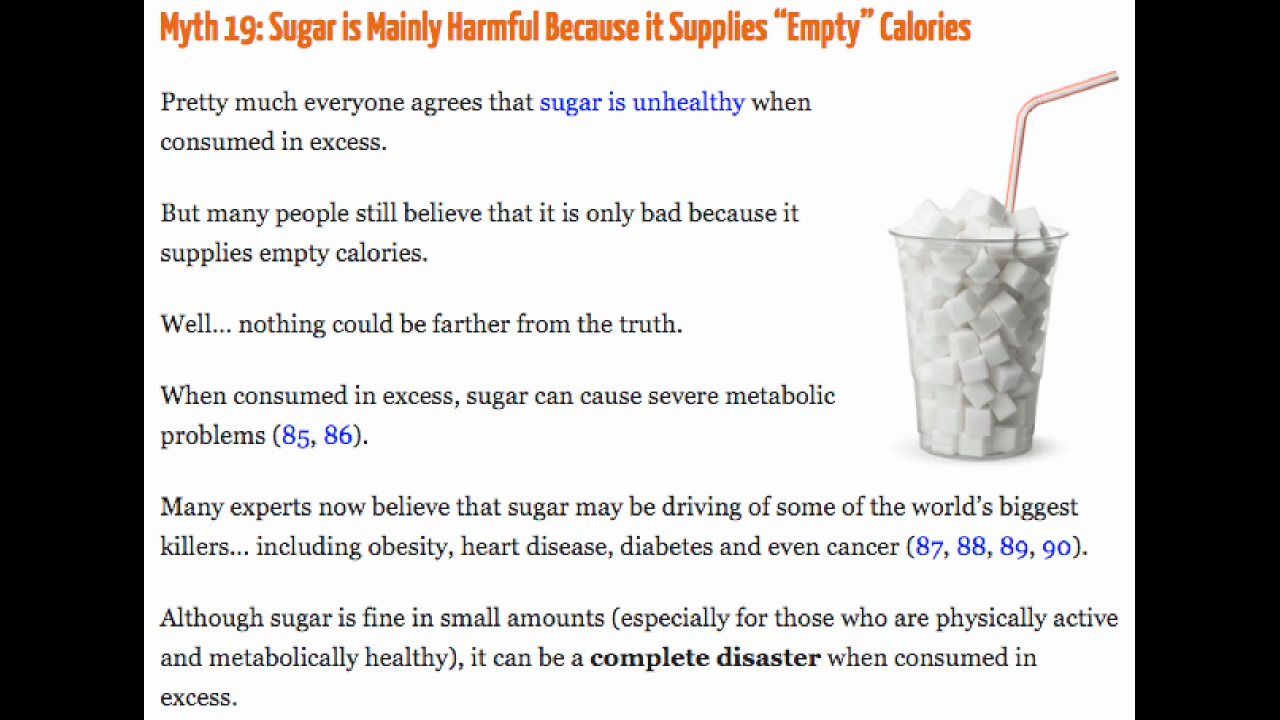 Myth 19: Sugar is Mainly Harmful Because it Supplies “Empty” Calories
Pretty much everyone agrees that sugar is unhealthy when
consumed in excess.
But many people still believe that it is only bad because it
supplies empty calories.
Well... nothing could be farther from the truth.
When consumed in excess, sugar can cause severe metabolic
problems (85, 86).
Many experts now believe that sugar may be driving of some of the world’s biggest
killers... including obesity, heart disease, diabetes and even cancer (87, 88, 89, 90).
Although sugar is fine in small amounts (especially for those who are physically active
and metabolically healthy), it can be a complete disaster when consumed in
excess.